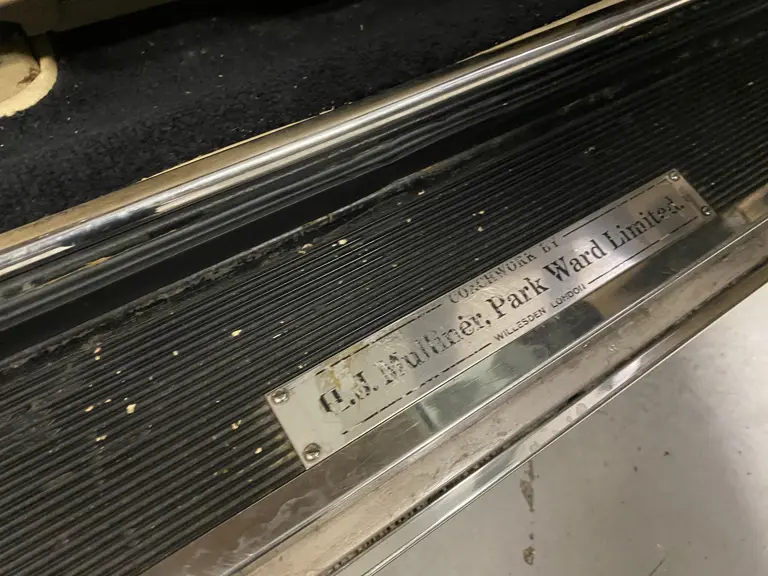 COACHWORK BY
H.J. Mulliner, Park Ward Limited.
WILLESDEN LONDON